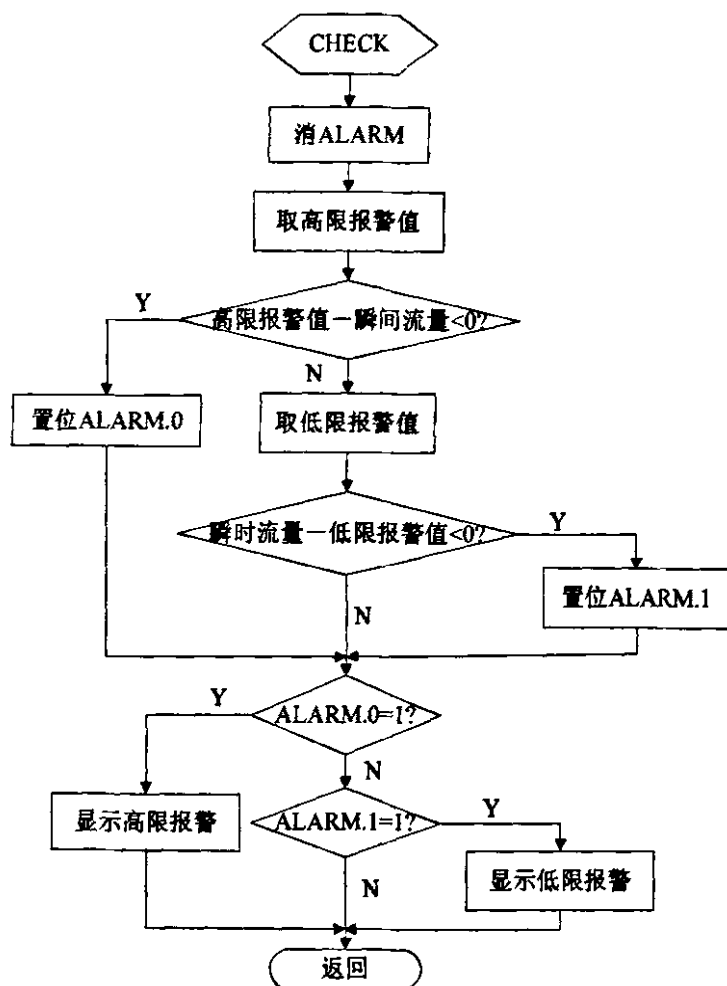 CHECK
消ALARM
取高限报警值
高限报警值－瞬间流量<0?
Y
N
置位ALARM.0
取低限报警值
瞬时流量－低限报警值<0?
Y
N
置位ALARM.1
ALARM.0=1?
Y
N
显示高限报警
ALARM.1=1?
Y
N
显示低限报警
返回